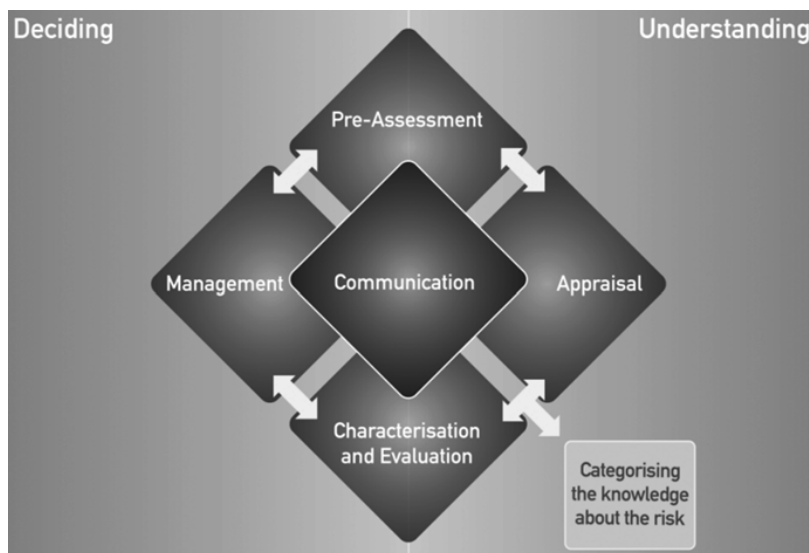 Deciding
Understanding
Pre-Assessment
Management
Communication
Appraisal
Characterisation
and Evaluation
Categorising
the knowledge
about the risk